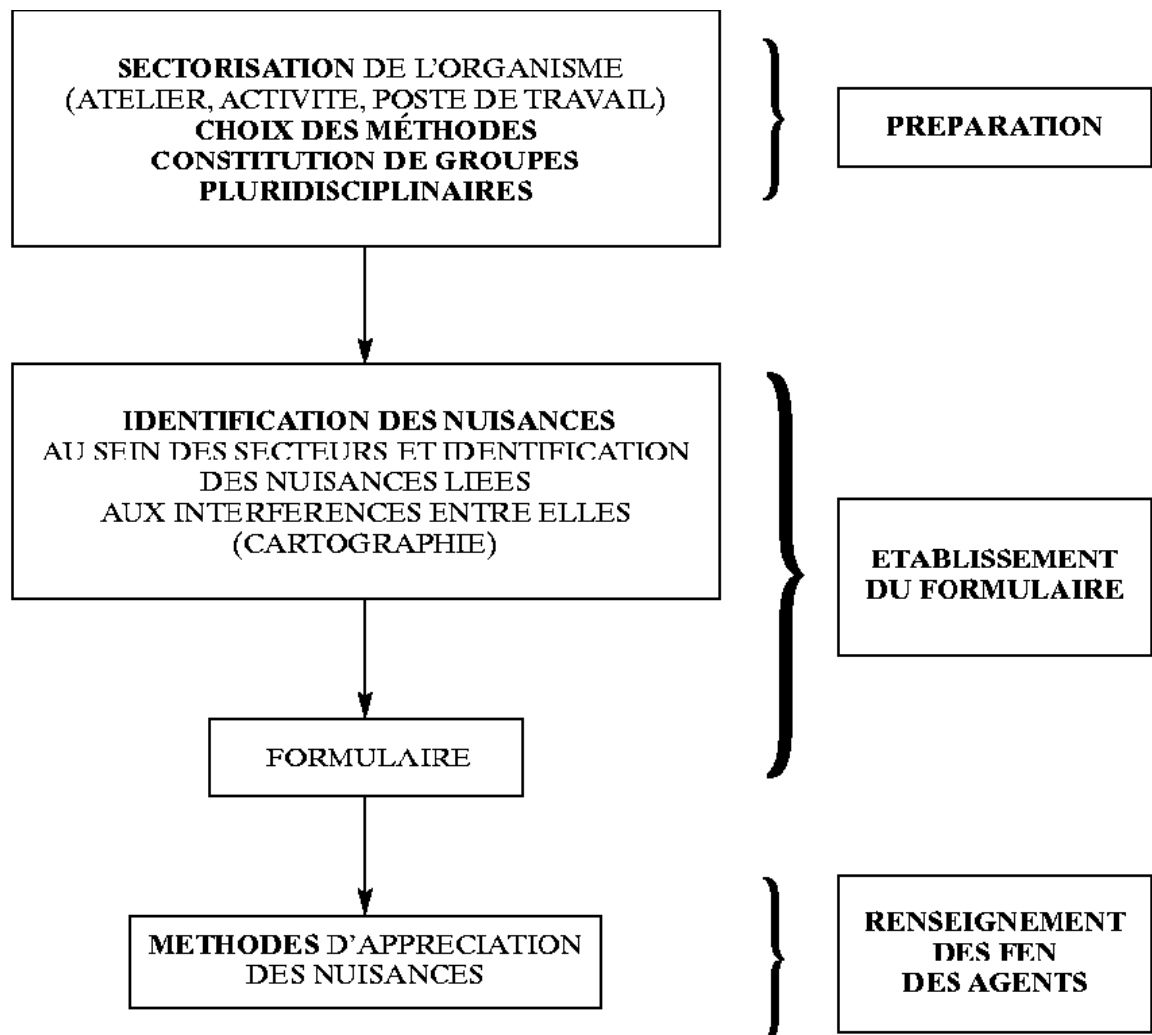 SECTORISATION DE L'ORGANISME
(ATELIER, ACTIVITE, POSTE DE TRAVAIL)
CHOIX DES MÉTHODES
CONSTITUTION DE GROUPES
PLURIDISCIPLINAIRES
PREPARATION
IDENTIFICATION DES NUISANCES
AU SEIN DES SECTEURS ET IDENTIFICATION
DES NUISANCES LIEES
AUX INTERFERENCES ENTRE ELLES
(CARTOGRAPHIE)
FORMULAIRE
ETABLISSEMENT
DU FORMULAIRE
METHODES D'APPRECIATION
DES NUISANCES
RENSEIGNEMENT
DES FEN
DES AGENTS